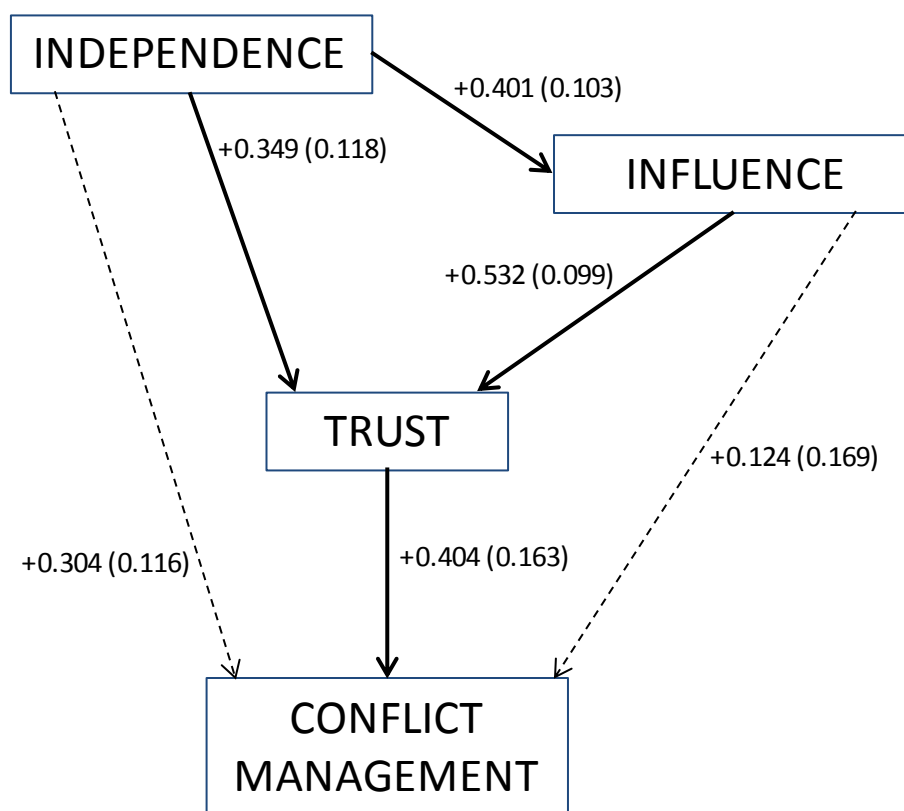 INDEPENDENCE
+0.401 (0.103)
+0.349 (0.118)
INFLUENCE
+0.532 (0.099)
TRUST
+0.124 (0.169)
+0.304 (0.116)
+0.404 (0.163)
CONFLICT
MANAGEMENT